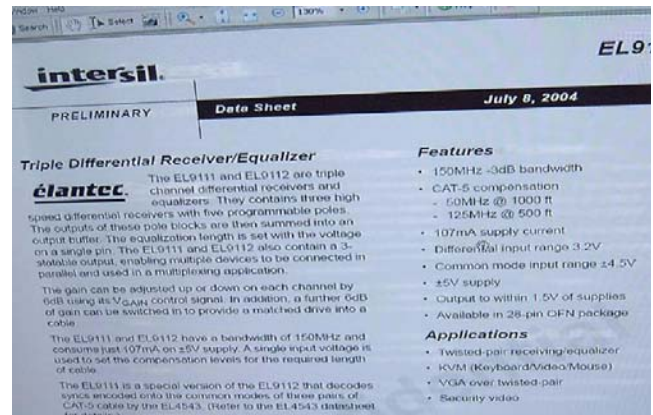 Search
Select
130%
intersil.
EL91
PRELIMINARY
Data Sheet
July 8, 2004
Triple Differential Receiver/Equalizer
élantec.
The EL9111 and EL9112 are triple
channel differential receivers and
equalizers. They contains three high
speed differential receivers with five programmable poles.
The outputs of these pole blocks are then summed into an
output buffer. The equalization length is set with the voltage
on a single pin. The EL9111 and EL9112 also contain a 3-
statable output, enabling multiple devices to be connected in
parallel and used in a multiplexing application.
The gain can be adjusted up or down on each channel by
6dB using its VGAIN control signal. In addition, a further 6dB
of gain can be switched in to provide a matched drive into a
cable.
The EL9111 and EL9112 have a bandwidth of 150MHz and
consume just 107mA on ±5V supply. A single input voltage is
used to set the compensation levels for the required length
of cable.
The EL9111 is a special version of the EL9112 that decodes
syncs encoded onto the common modes of three pairs of
CAT-5 cable by the EL4543. (Refer to the EL4543 datasheet
Features
• 150MHz -3dB bandwidth
• CAT-5 compensation
- 50MHz @ 1000 ft
- 125MHz @ 500 ft
• 107mA supply current
• Differential input range 3.2V
• Common mode input range ±4.5V
• ±5V supply
• Output to within 1.5V of supplies
• Available in 28-pin QFN package
Applications
• Twisted-pair receiving/equalizer
• KVM (Keyboard/Video/Mouse)
• VGA over twisted-pair
• Security video